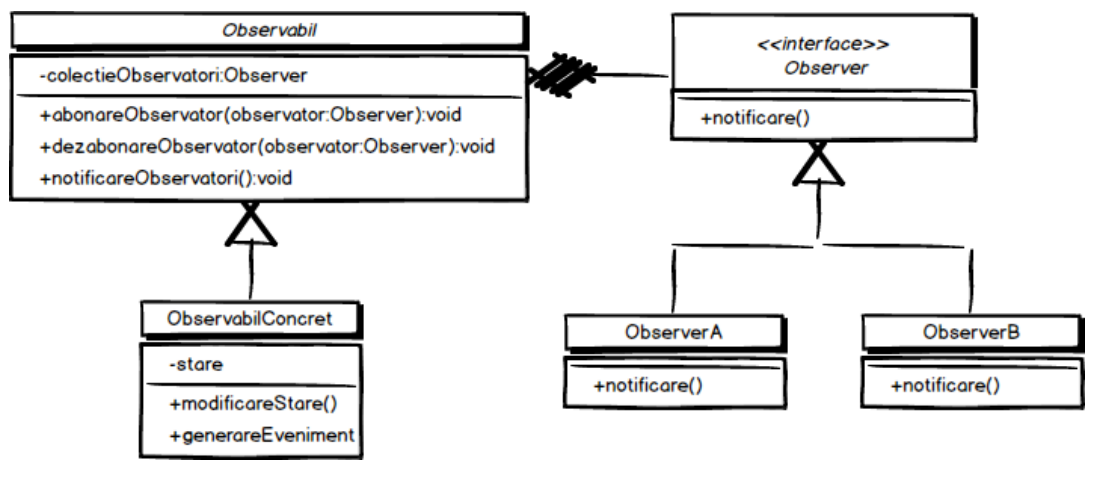 Observabil
-colectieObservatori:Observer
+abonareObservator(observator:Observer):void
+dezabonareObservator(observator:Observer):void
+notificareObservatori():void
<<interface>>
Observer
+notificare()
ObservabilConcret
-stare
+modificareStare()
+generareEveniment
ObserverA
+notificare()
ObserverB
+notificare()